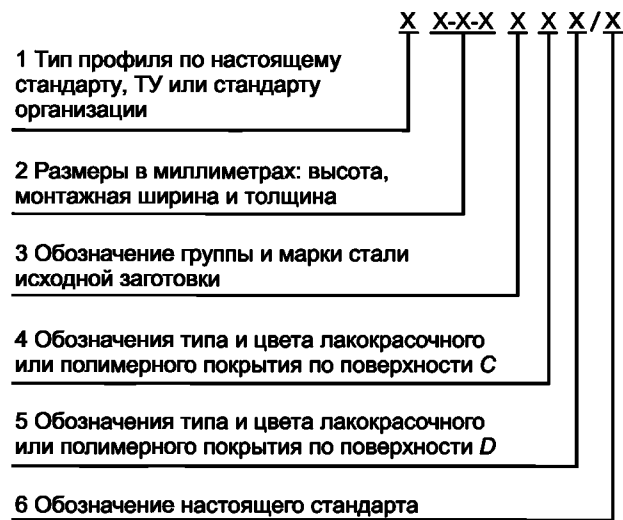 X X-X-X X X X/X
1 Тип профиля по настоящему
стандарту, ТУ или стандарту
организации
2 Размеры в миллиметрах: высота,
монтажная ширина и толщина
3 Обозначение группы и марки стали
исходной заготовки
4 Обозначения типа и цвета лакокрасочного
или полимерного покрытия по поверхности C
5 Обозначения типа и цвета лакокрасочного
или полимерного покрытия по поверхности D
6 Обозначение настоящего стандарта